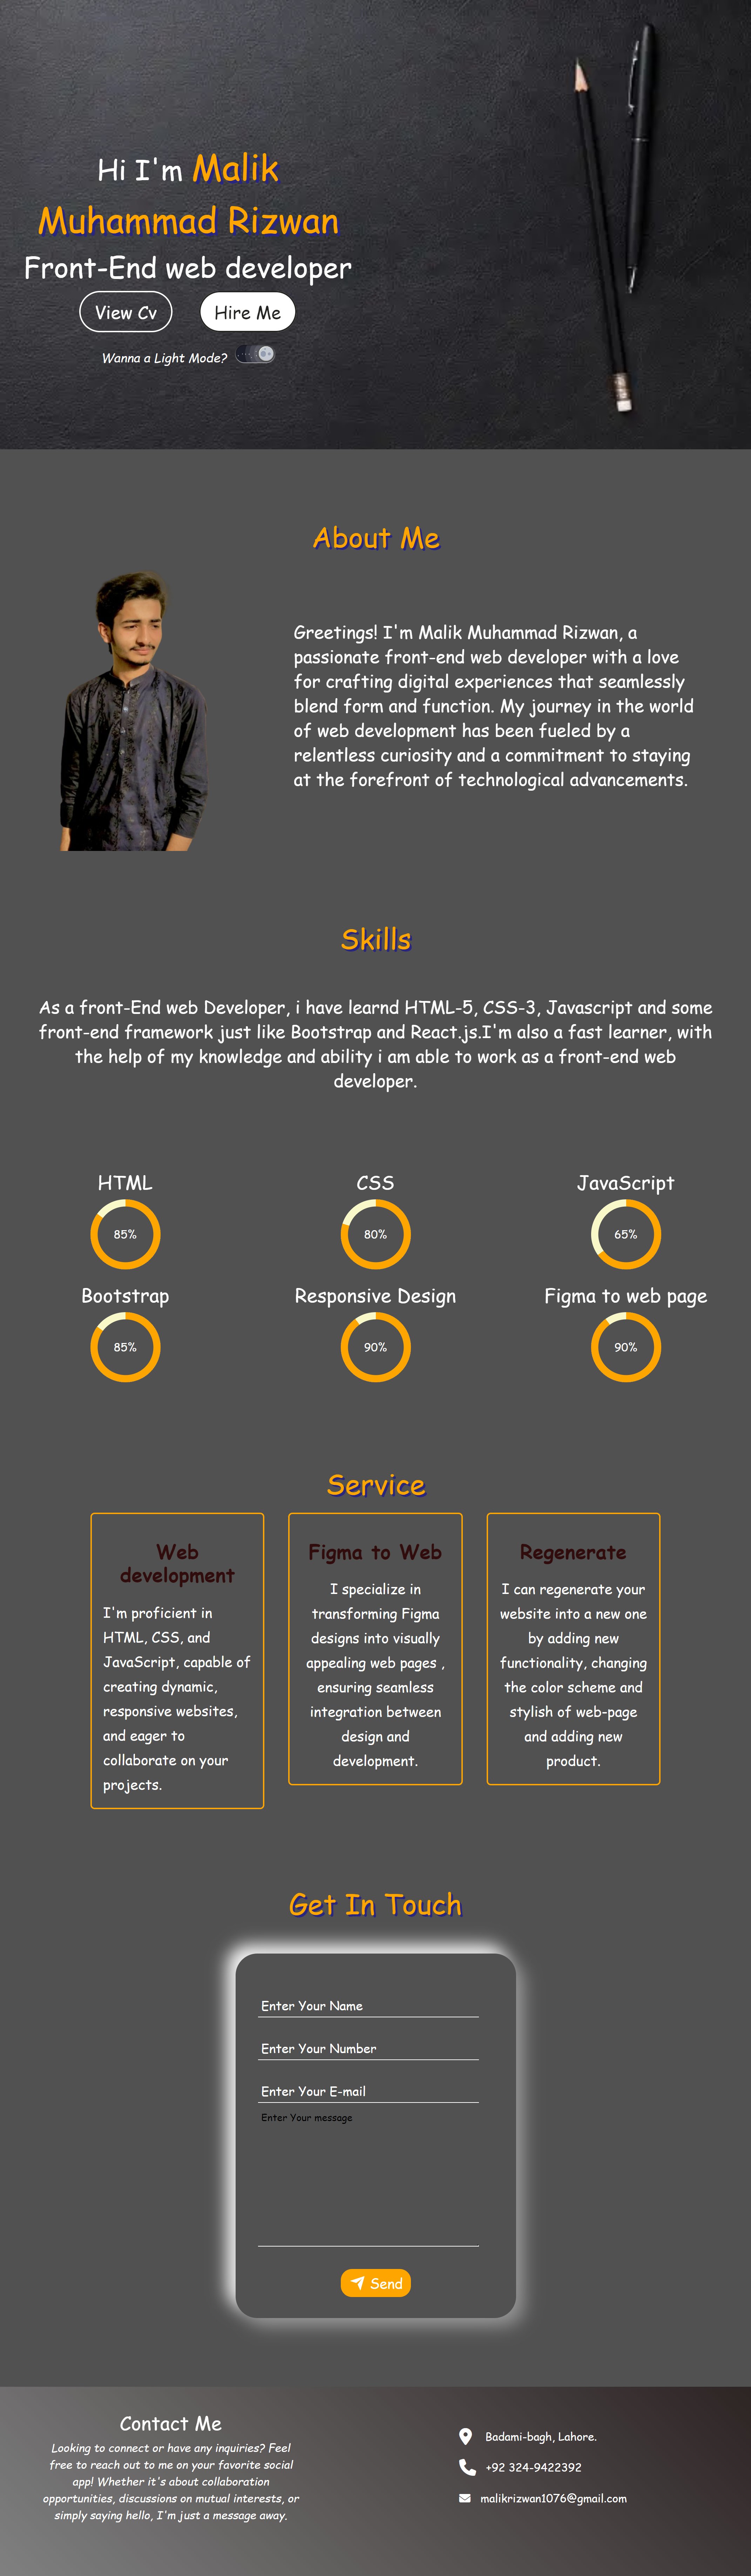 Hi I'm Malik
Muhammad Rizwan
Front-End web developer
View Cv
Hire Me
Wanna a Light Mode?
About Me
Greetings! I'm Malik Muhammad Rizwan, a
passionate front-end web developer with a love
for crafting digital experiences that seamlessly
blend form and function. My journey in the world
of web development has been fueled by a
relentless curiosity and a commitment to staying
at the forefront of technological advancements.
Skills
As a front-End web Developer, i have learnd HTML-5, CSS-3, Javascript and some
front-end framework just like Bootstrap and React.js.I'm also a fast learner, with
the help of my knowledge and ability i am able to work as a front-end web
developer.
HTML
85%
CSS
80%
JavaScript
65%
Bootstrap
85%
Responsive Design
90%
Figma to web page
90%
Service
Web
development
I'm proficient in
HTML, CSS, and
JavaScript, capable of
creating dynamic,
responsive websites,
and eager to
collaborate on your
projects.
Figma to Web
I specialize in
transforming Figma
designs into visually
appealing web pages ,
ensuring seamless
integration between
design and
development.
Regenerate
I can regenerate your
website into a new one
by adding new
functionality, changing
the color scheme and
stylish of web-page
and adding new
product.
Get In Touch
Enter Your Name
Enter Your Number
Enter Your E-mail
Enter Your message
Send
Contact Me
Looking to connect or have any inquiries? Feel
free to reach out to me on your favorite social
app! Whether it's about collaboration
opportunities, discussions on mutual interests, or
simply saying hello, I'm just a message away.
Badami-bagh, Lahore.
+92 324-9422392
malikrizwan1076@gmail.com